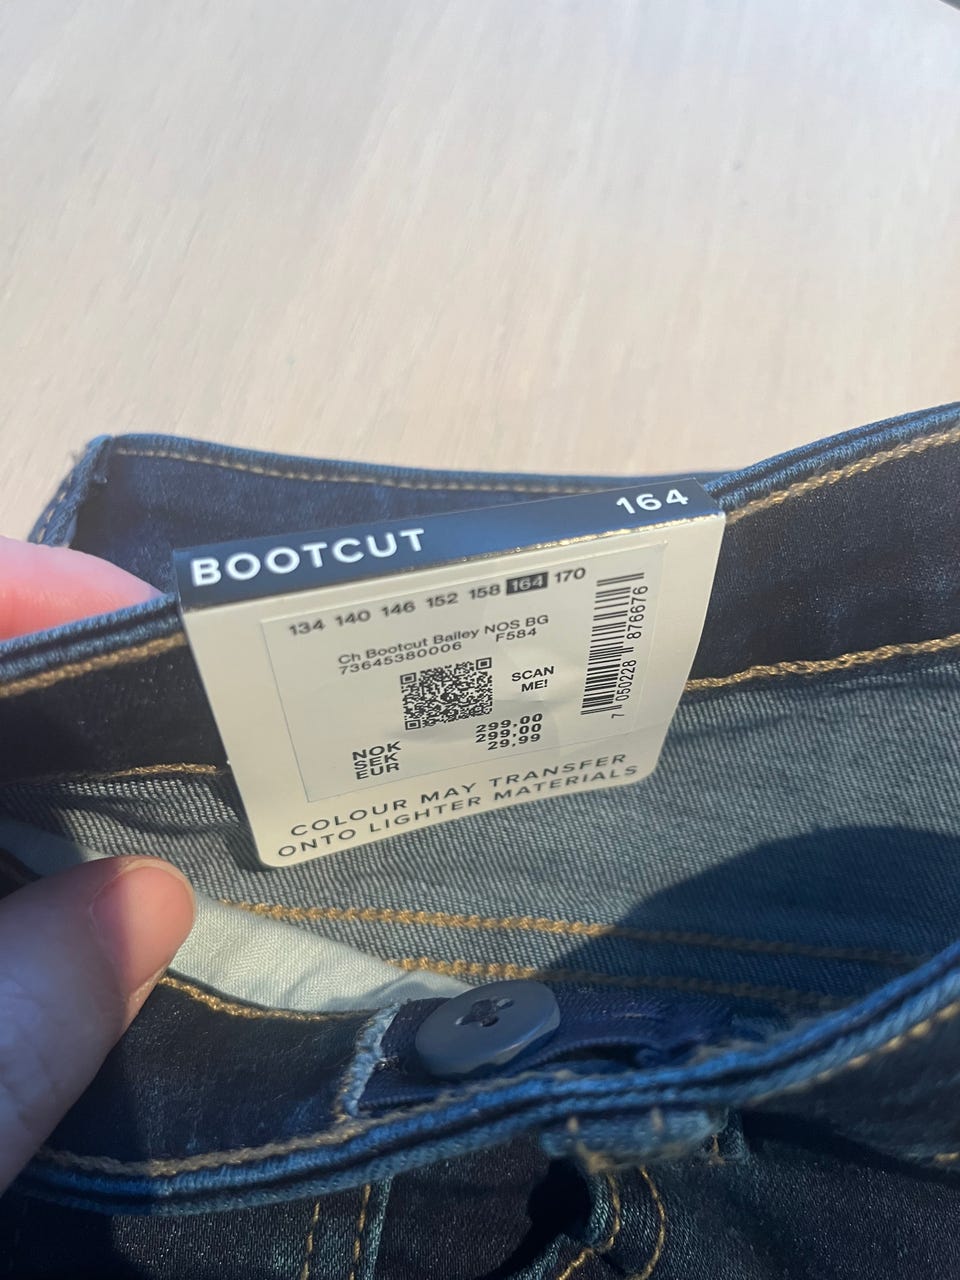 BOOTCUT 164
134 140 146 152 158 164 170
Ch Bootcut Bailey NOS BG
73645380006 F584
SCAN
ME!
NOK 299,00
SEK 299,00
EUR 29,99
7 050228 876676
COLOUR MAY TRANSFER
ONTO LIGHTER MATERIALS